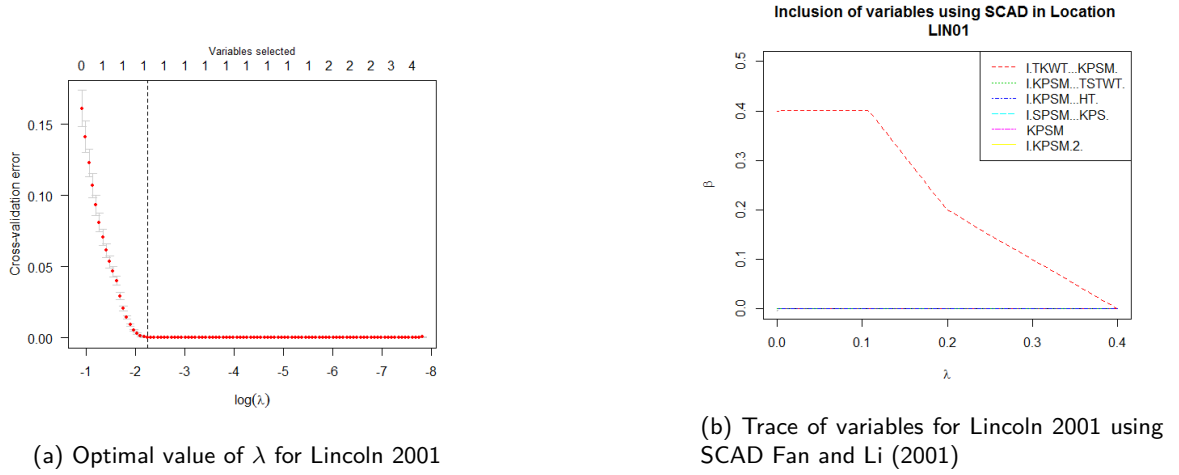 Variables selected
0 1 1 1 1 1 1 1 1 1 1 1 2 2 2 3 4
Cross-validation error
0.15
0.10
0.05
0.00
-1 -2 -3 -4 -5 -6 -7 -8
log(λ)
(a) Optimal value of λ for Lincoln 2001
Inclusion of variables using SCAD in Location
LIN01
I.TKWT...KPSM.
I.KPSM...TSTWT.
I.KPSM...HT.
I.SPSM...KPS.
KPSM
I.KPSM.2.
β
0.5
0.4
0.3
0.2
0.1
0.0
0.0 0.1 0.2 0.3 0.4
λ
(b) Trace of variables for Lincoln 2001 using
SCAD Fan and Li (2001)